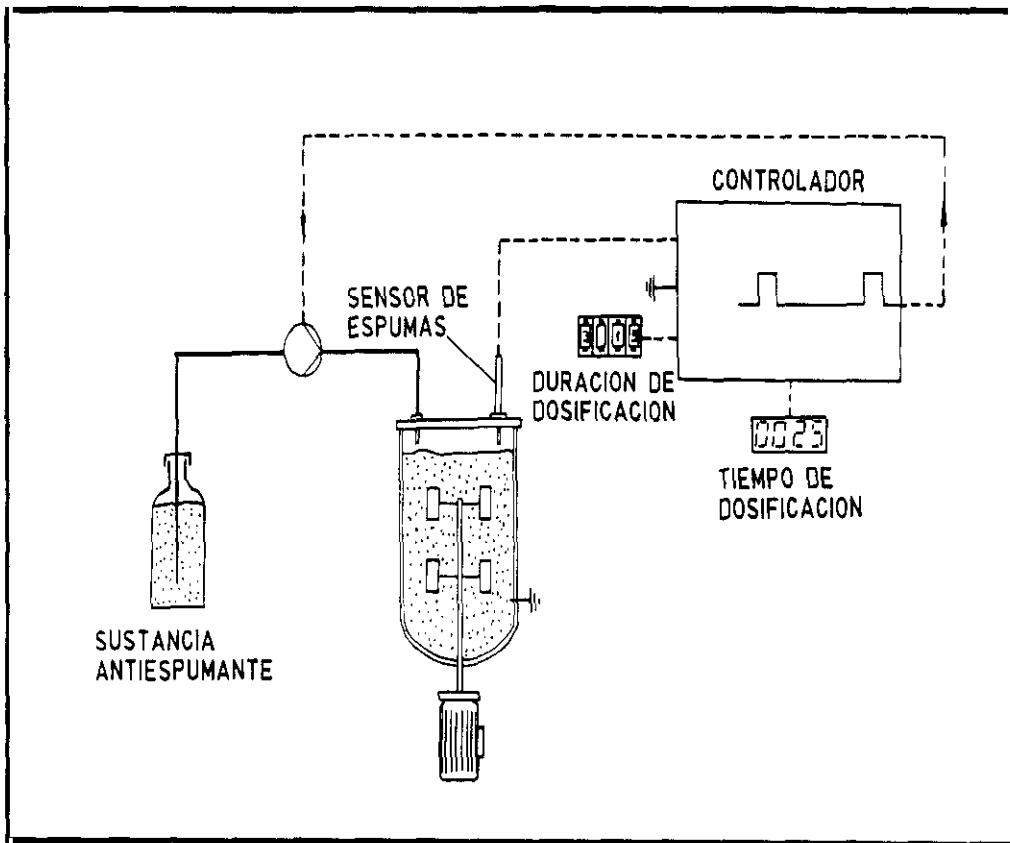 CONTROLADOR
SENSOR DE
ESPUMAS
DURACION DE
DOSIFICACION
0025
TIEMPO DE
DOSIFICACION
SUSTANCIA
ANTIESPUMANTE